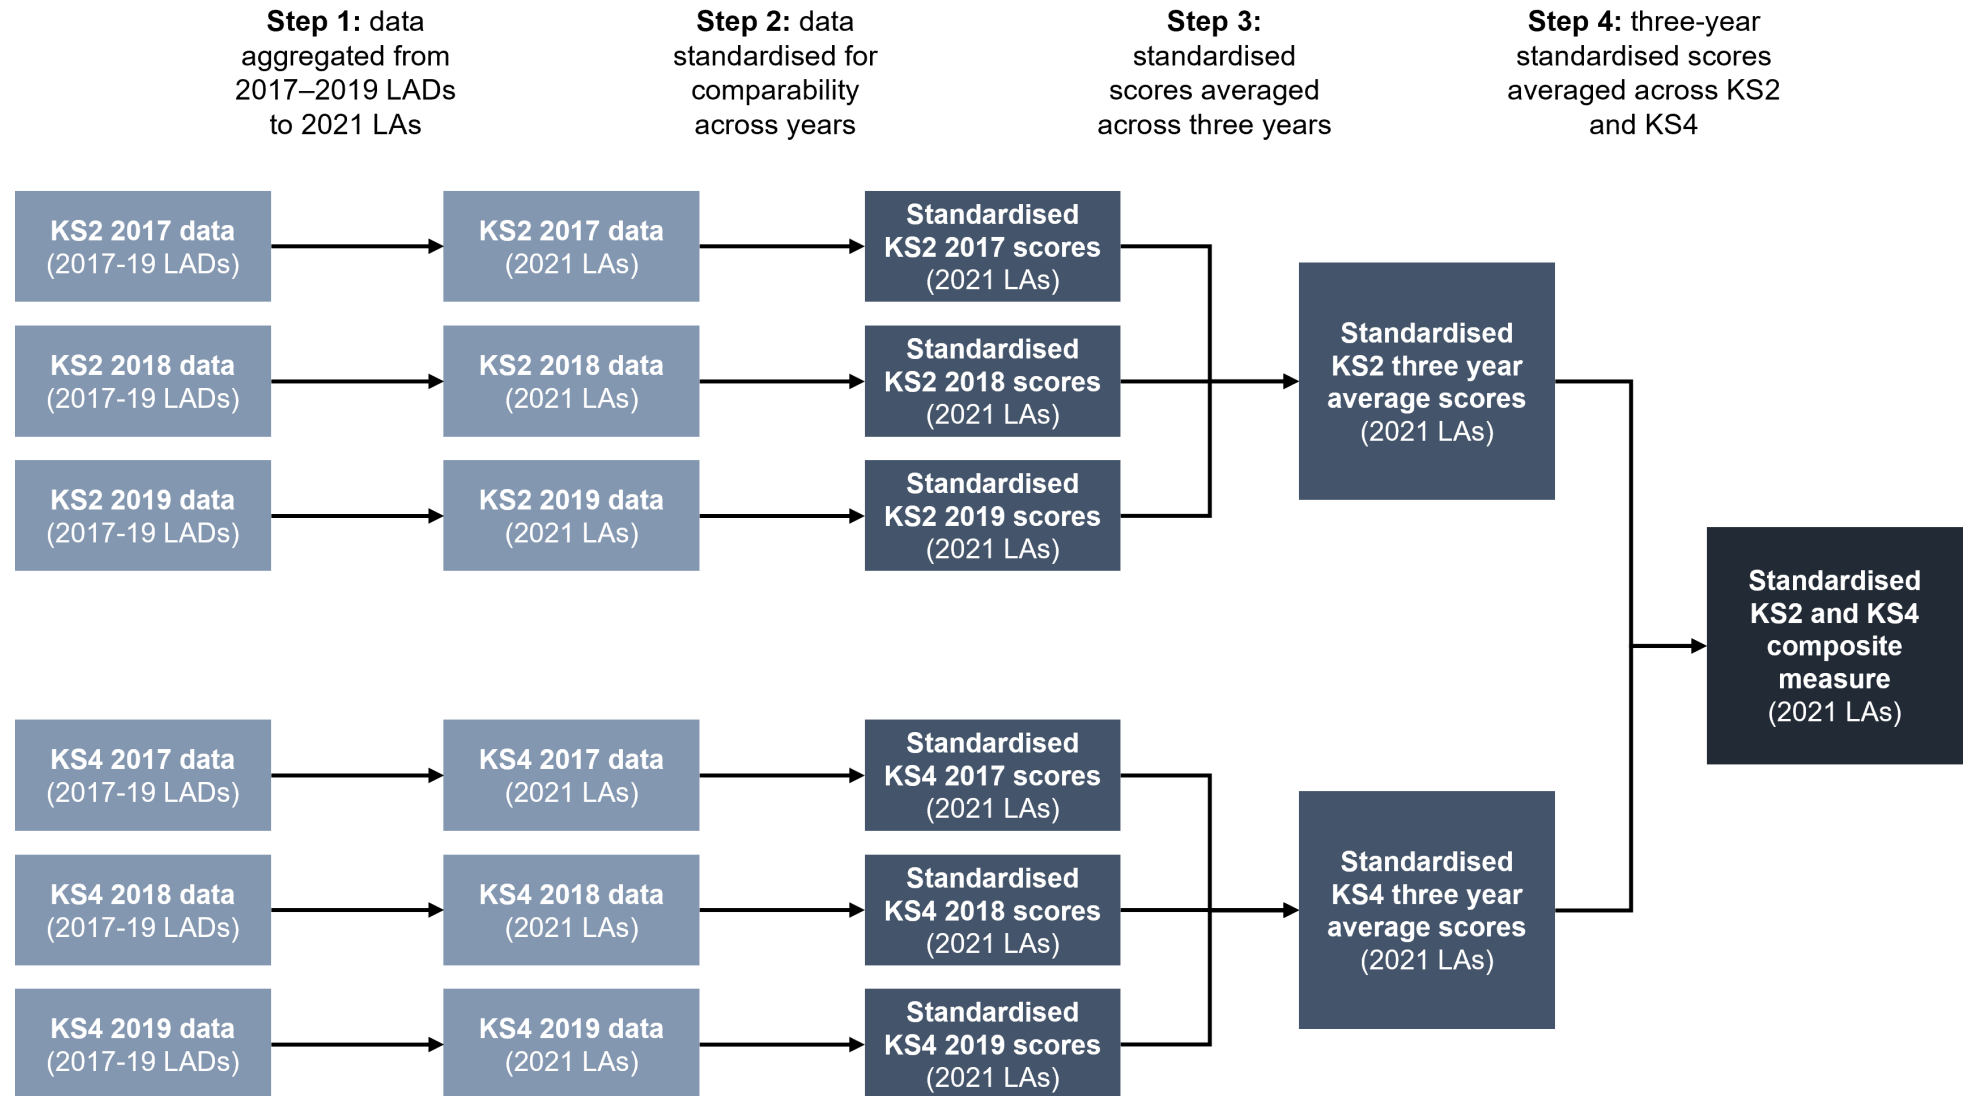 Step 1: data
aggregated from
2017–2019 LADs
to 2021 LAs
Step 2: data
standardised for
comparability
across years
Step 3:
standardised
scores averaged
across three years
Step 4: three-year
standardised scores
averaged across KS2
and KS4
KS2 2017 data
(2017-19 LADs)
KS2 2017 data
(2021 LAs)
Standardised
KS2 2017 scores
(2021 LAs)
KS2 2018 data
(2017-19 LADs)
KS2 2018 data
(2021 LAs)
Standardised
KS2 2018 scores
(2021 LAs)
KS2 2019 data
(2017-19 LADs)
KS2 2019 data
(2021 LAs)
Standardised
KS2 2019 scores
(2021 LAs)
Standardised
KS2 three year
average scores
(2021 LAs)
KS4 2017 data
(2017-19 LADs)
KS4 2017 data
(2021 LAs)
Standardised
KS4 2017 scores
(2021 LAs)
KS4 2018 data
(2017-19 LADs)
KS4 2018 data
(2021 LAs)
Standardised
KS4 2018 scores
(2021 LAs)
KS4 2019 data
(2017-19 LADs)
KS4 2019 data
(2021 LAs)
Standardised
KS4 2019 scores
(2021 LAs)
Standardised
KS4 three year
average scores
(2021 LAs)
Standardised
KS2 and KS4
composite
measure
(2021 LAs)